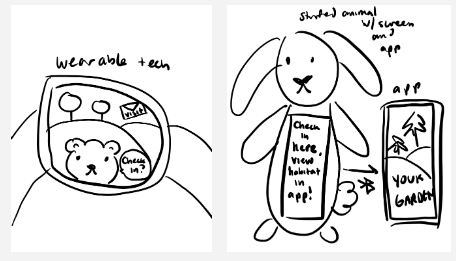 wearable tech
visit
Check
in?
stuffed animal
w/ screen
and
app
Check
in
here,
view
habitat
in
app!
app
YOUR
GARDEN